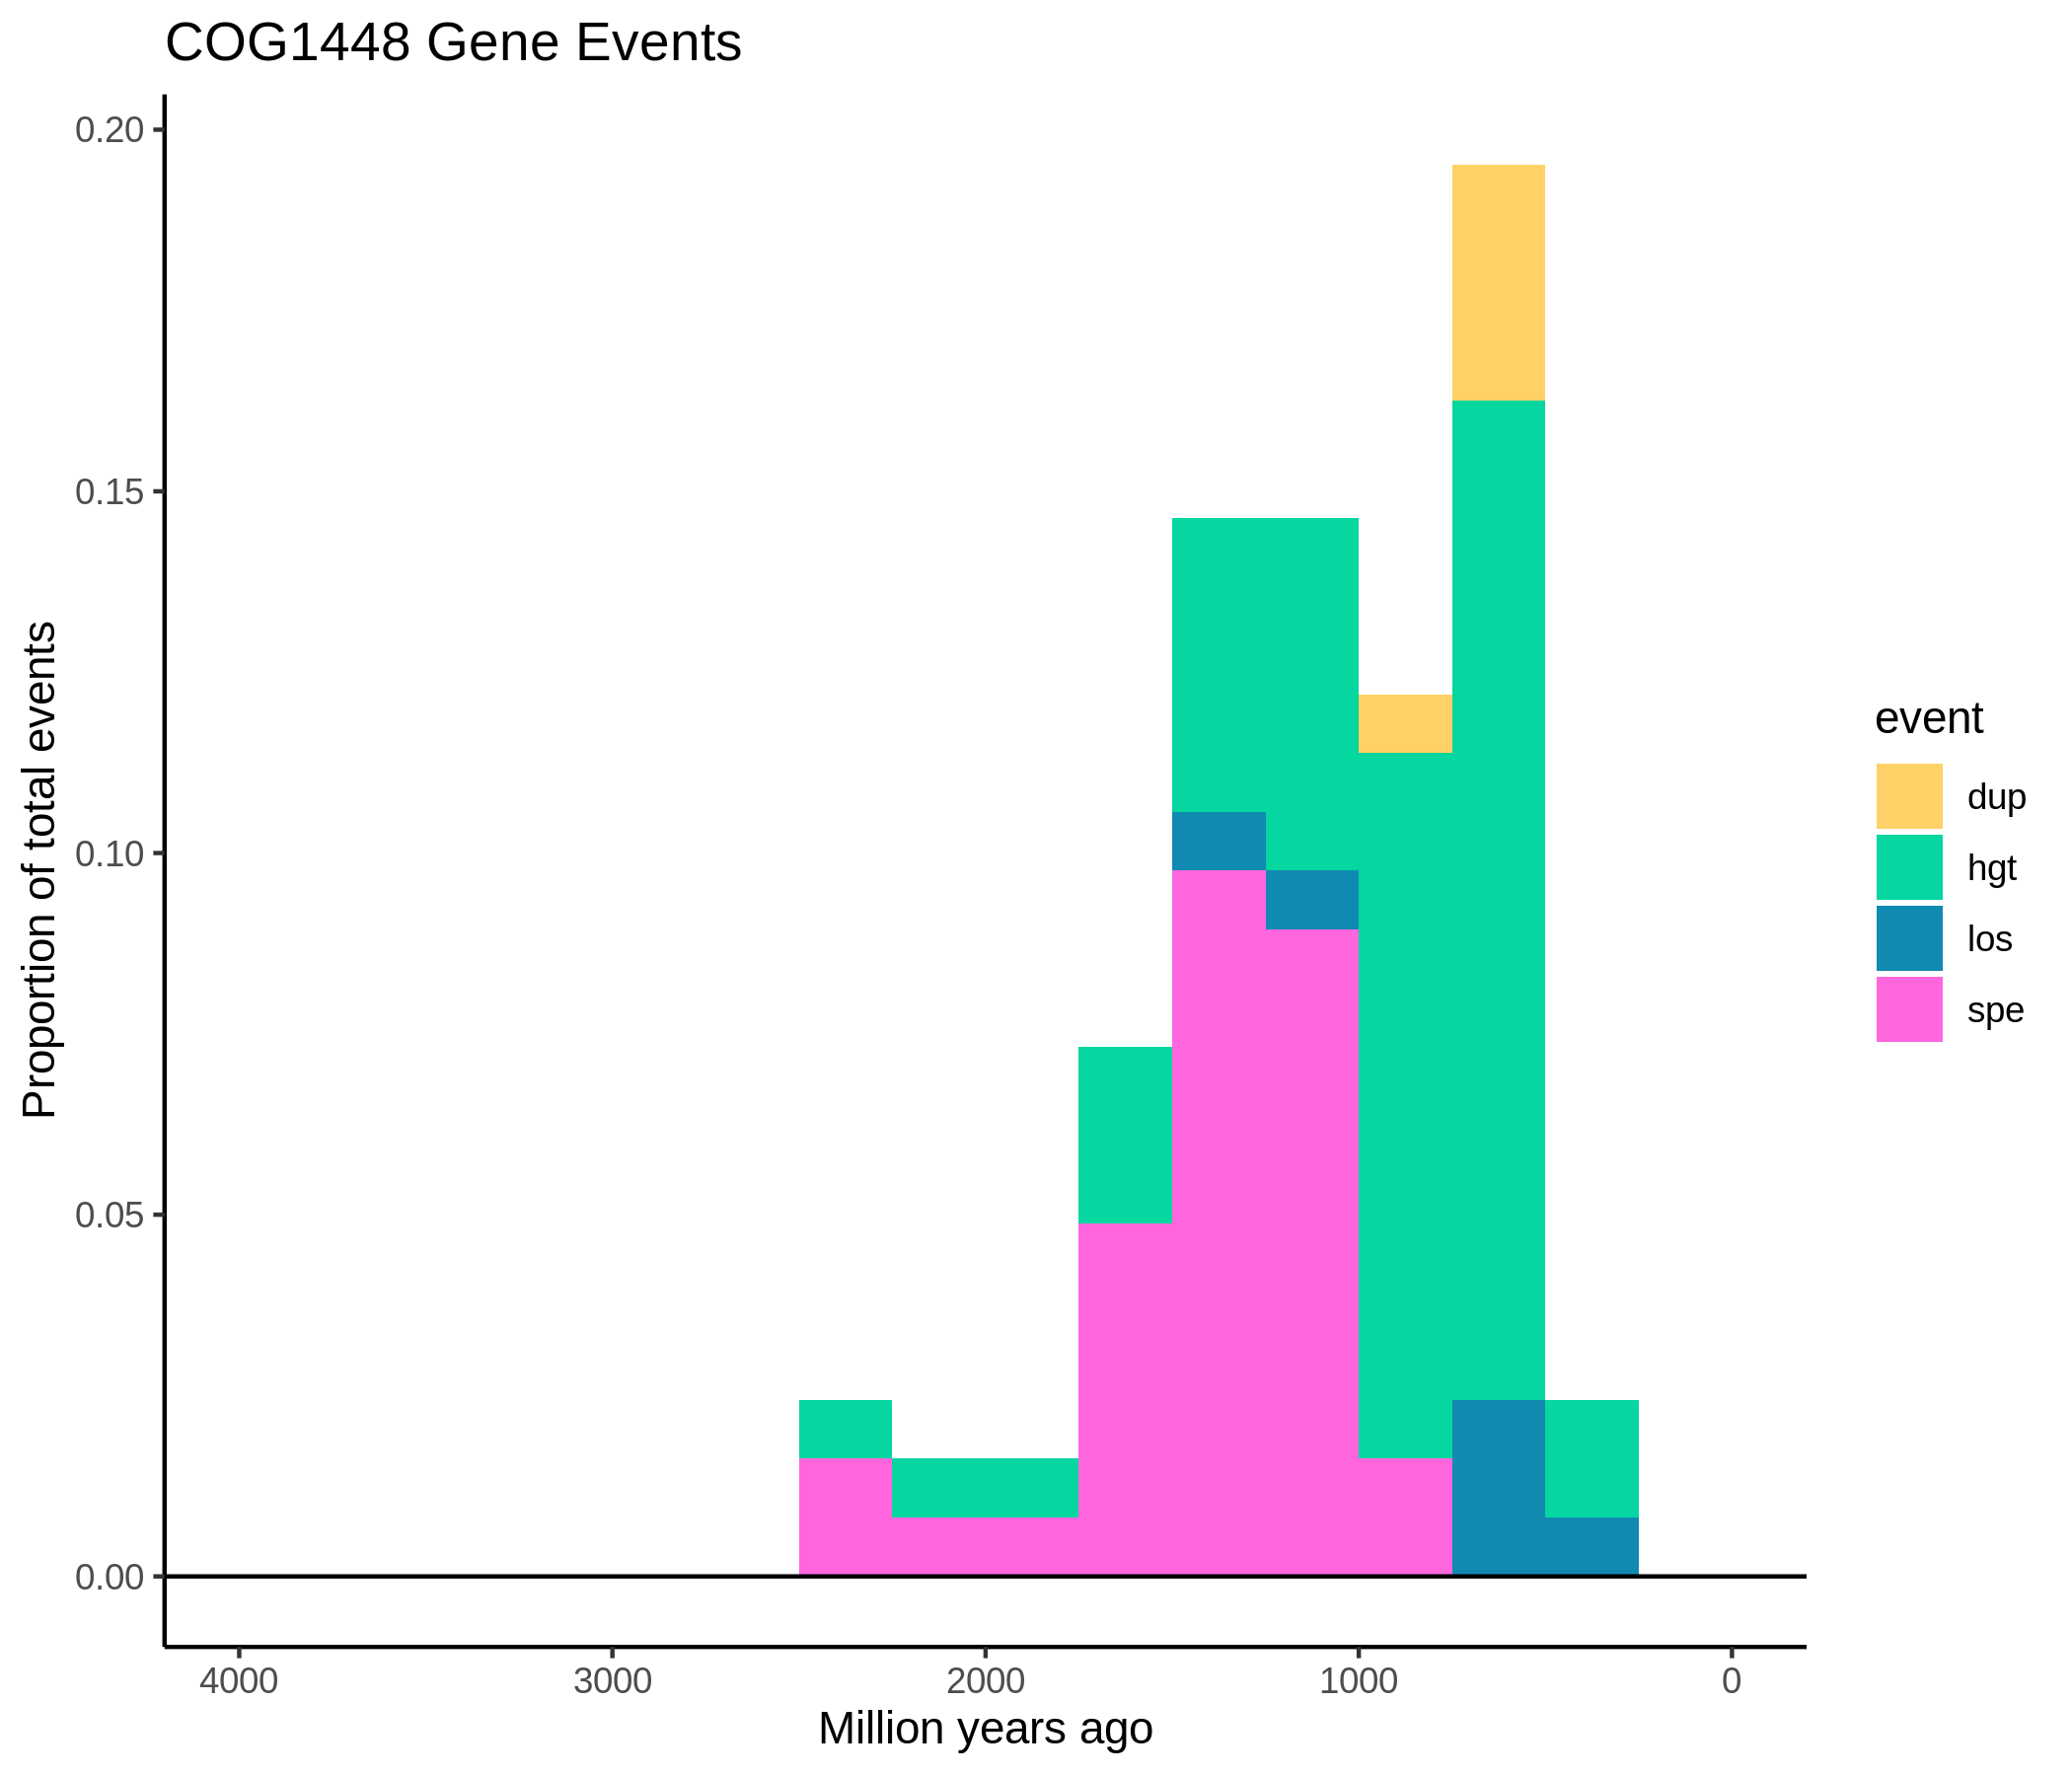 COG1448 Gene Events
Proportion of total events
0.20
0.15
0.10
0.05
0.00
4000 3000 2000 1000 0
Million years ago
event
dup
hgt
los
spe